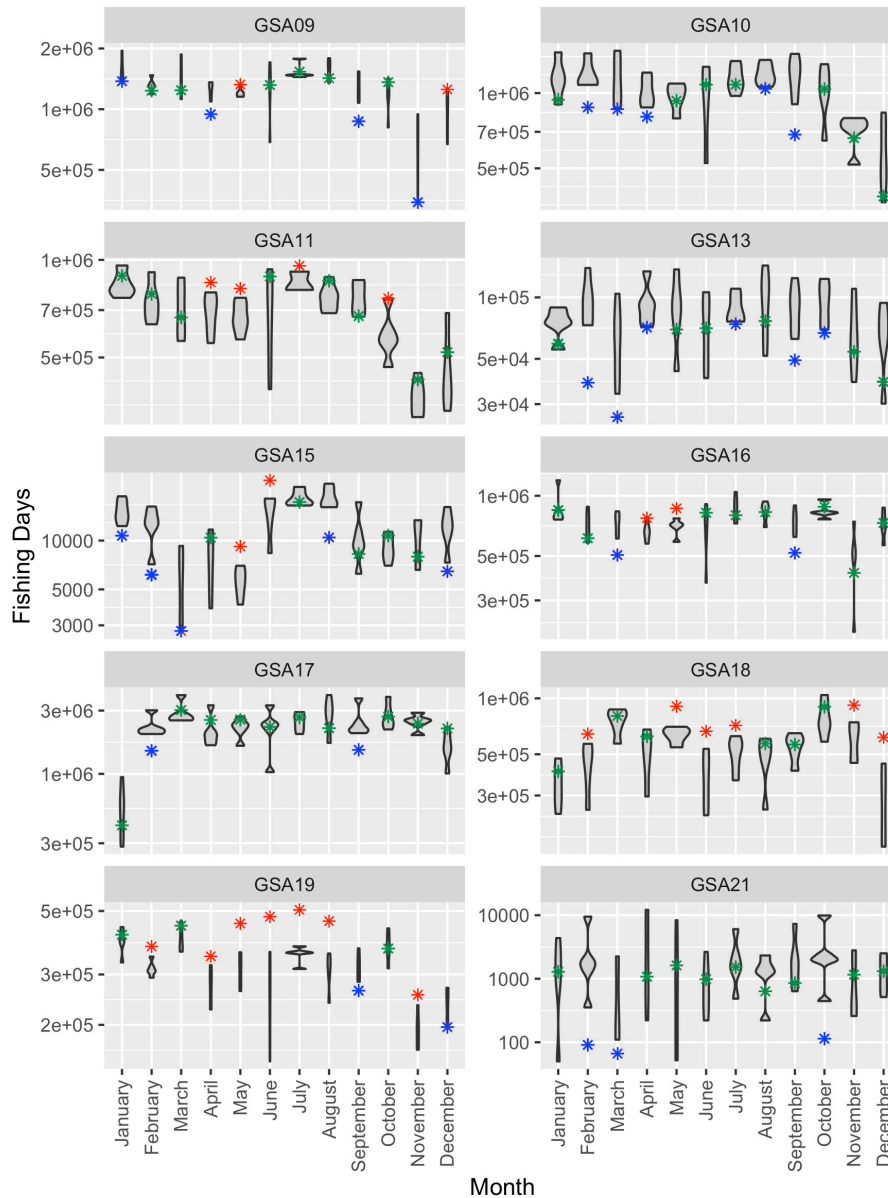 GSA09
GSA10
2e+06
1e+06
5e+05
1e+06
7e+05
5e+05
GSA11
GSA13
1e+06
7e+05
5e+05
1e+05
5e+04
3e+04
GSA15
GSA16
10000
5000
3000
1e+06
5e+05
3e+05
GSA17
GSA18
3e+06
1e+06
3e+05
1e+06
5e+05
3e+05
GSA19
GSA21
5e+05
3e+05
2e+05
10000
1000
100
Fishing Days
January
February
March
April
May
June
July
August
September
October
November
December
January
February
March
April
May
June
July
August
September
October
November
December
Month